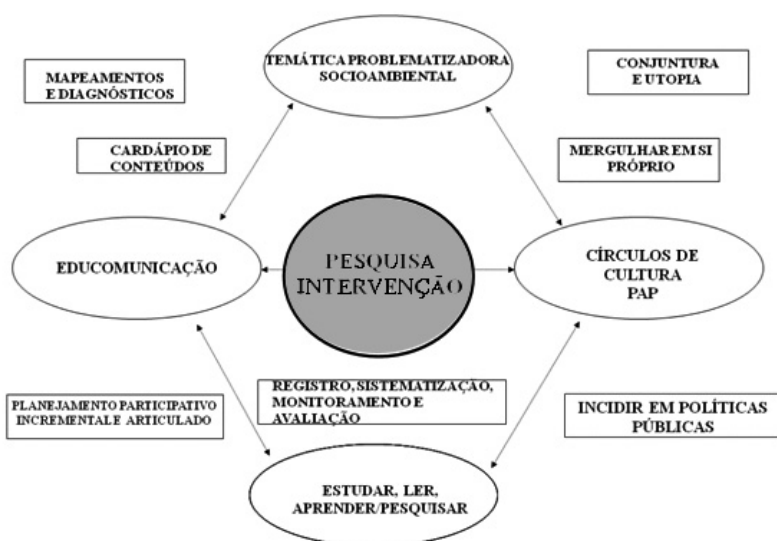 TEMÁTICA PROBLEMATIZADORA
SOCIOAMBIENTAL
MAPEAMENTOS
E DIAGNÓSTICOS
CONJUNTURA
E UTOPIA
CARDÁPIO DE
CONTEÚDOS
MERGULHAR EM SI
PRÓPRIO
EDUCOMUNICAÇÃO
PESQUISA
INTERVENÇÃO
CÍRCULOS DE
CULTURA
PAP
PLANEJAMENTO PARTICIPATIVO
INCREMENTAL E ARTICULADO
REGISTRO, SISTEMATIZAÇÃO,
MONITORAMENTO E
AVALIAÇÃO
INCIDIR EM POLÍTICAS
PÚBLICAS
ESTUDAR, LER,
APRENDER/PESQUISAR